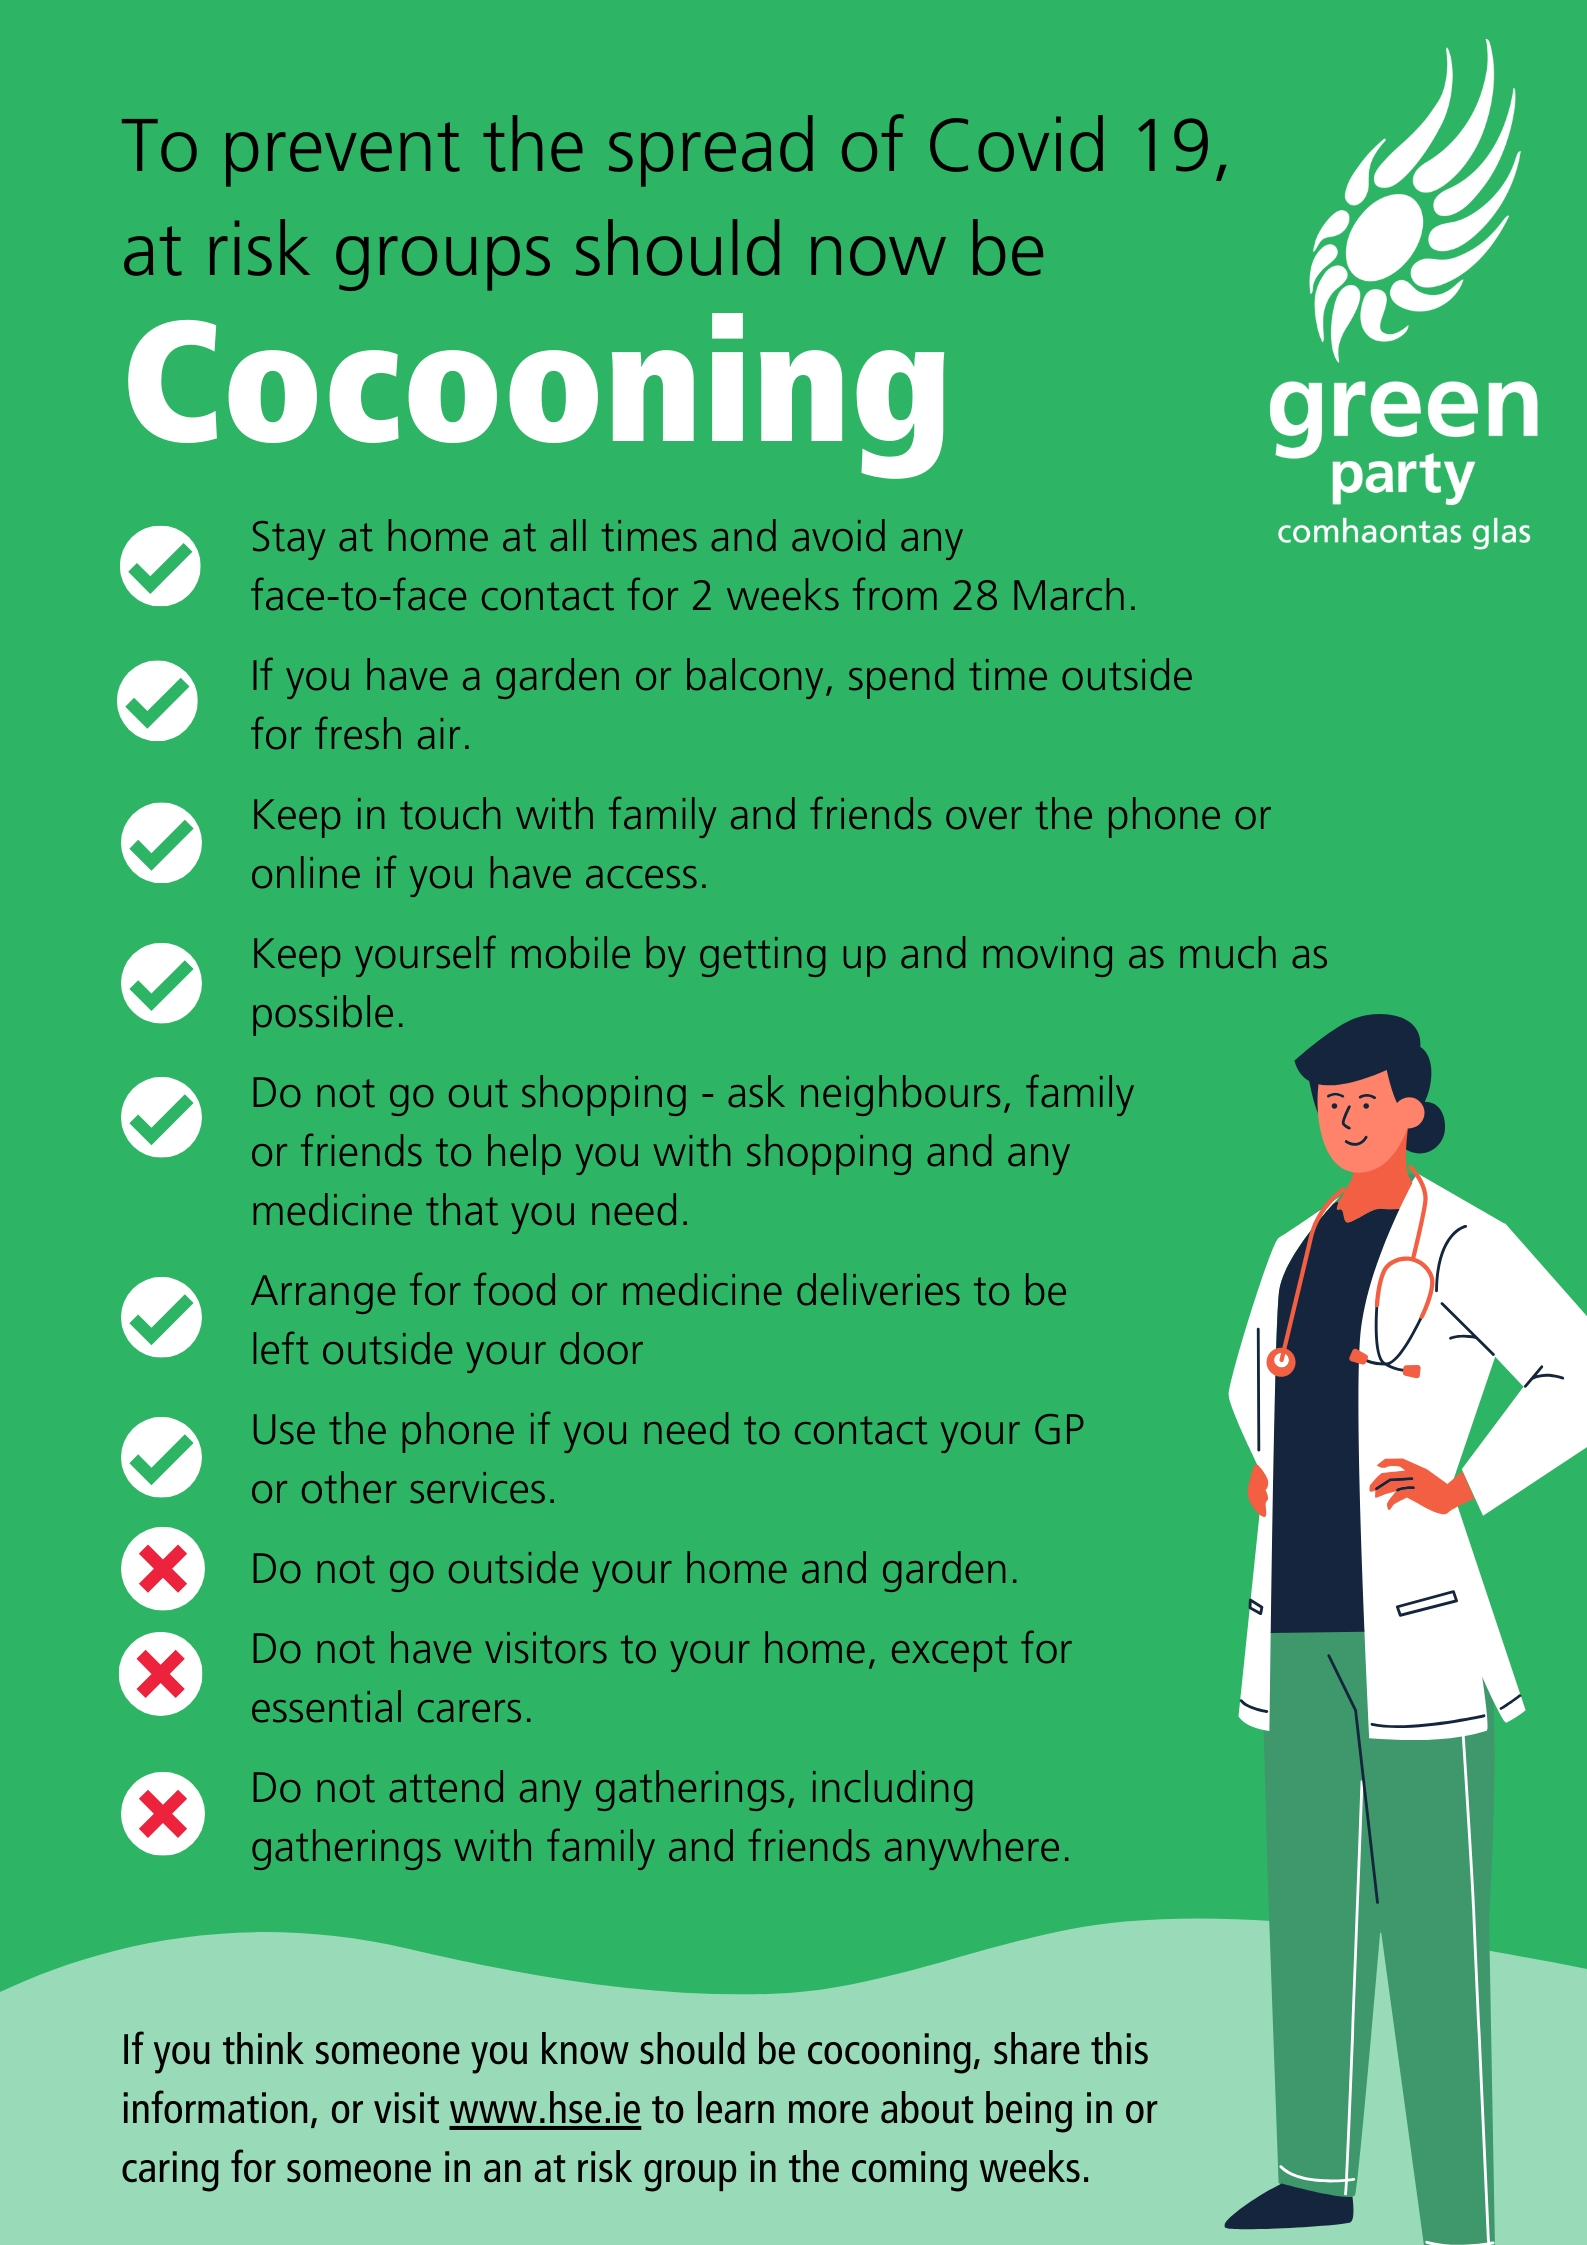 To prevent the spread of Covid 19,
at risk groups should now be
Cocooning
green
party
comhaontas glas
Stay at home at all times and avoid any
face-to-face contact for 2 weeks from 28 March.
If you have a garden or balcony, spend time outside
for fresh air.
Keep in touch with family and friends over the phone or
online if you have access.
Keep yourself mobile by getting up and moving as much as
possible.
Do not go out shopping - ask neighbours, family
or friends to help you with shopping and any
medicine that you need.
Arrange for food or medicine deliveries to be
left outside your door
Use the phone if you need to contact your GP
or other services.
Do not go outside your home and garden.
Do not have visitors to your home, except for
essential carers.
Do not attend any gatherings, including
gatherings with family and friends anywhere.
If you think someone you know should be cocooning, share this
information, or visit www.hse.ie to learn more about being in or
caring for someone in an at risk group in the coming weeks.